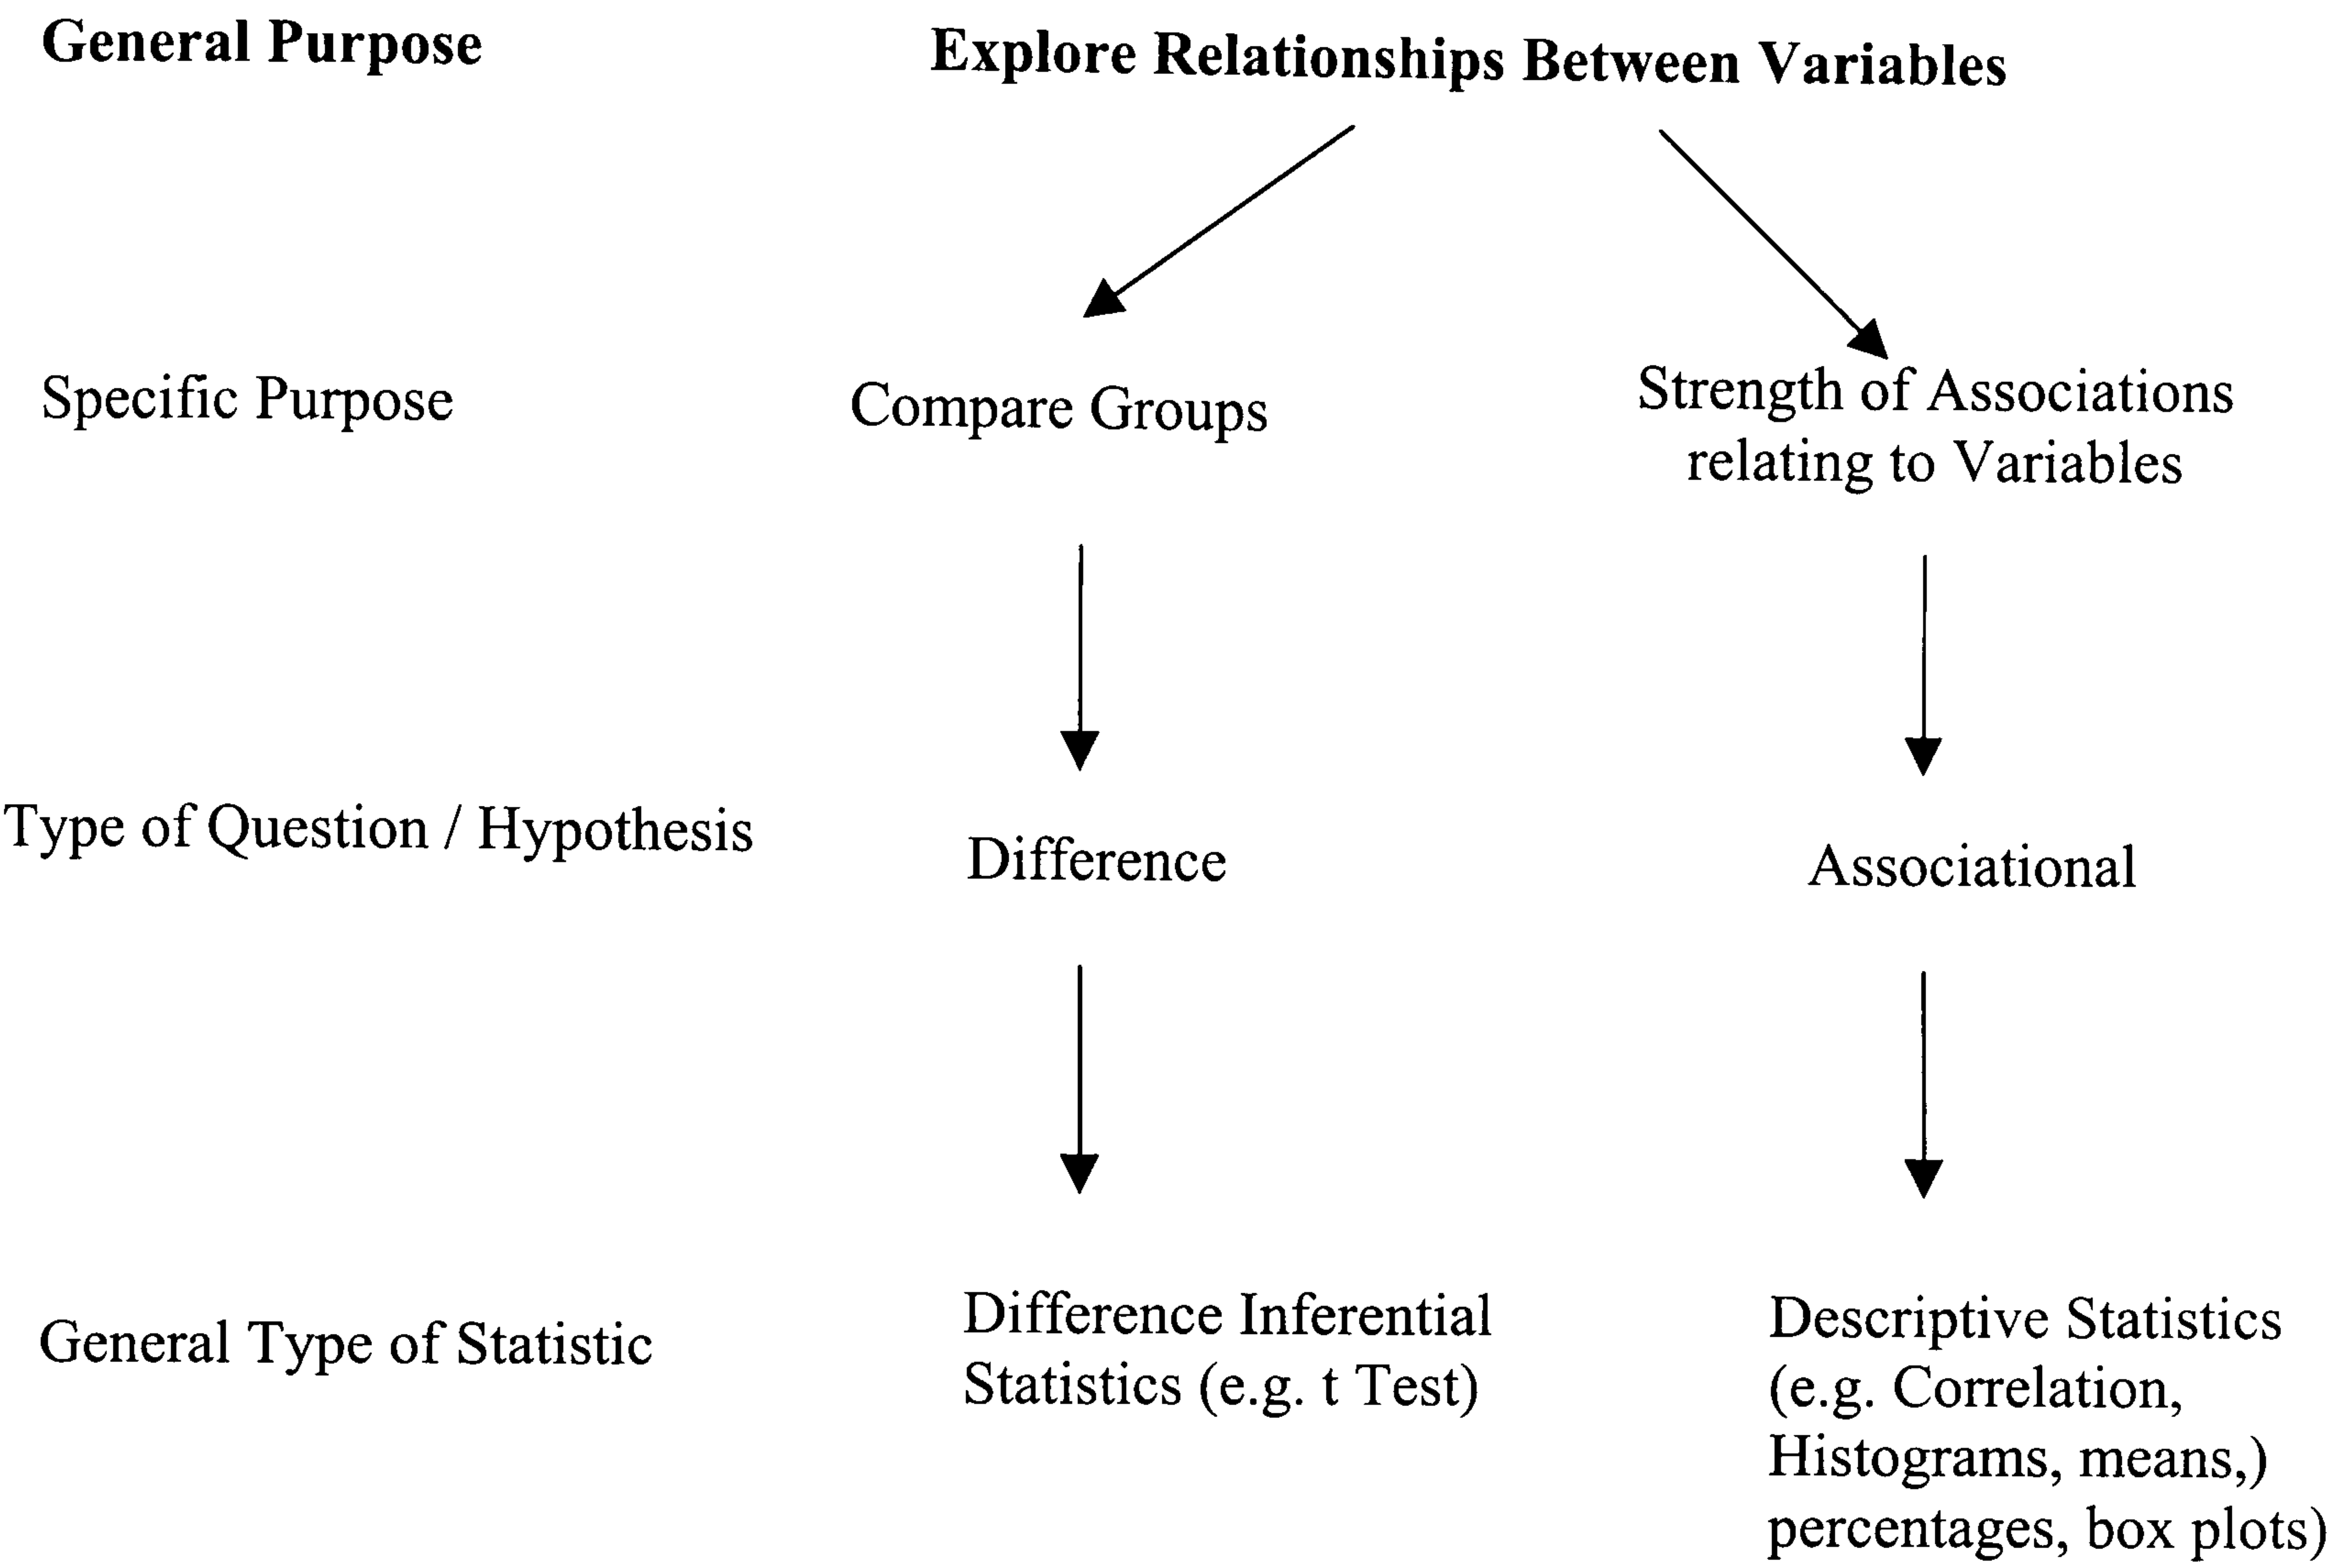 General Purpose
Explore Relationships Between Variables
Specific Purpose
Compare Groups
Strength of Associations
relating to Variables
Type of Question / Hypothesis
Difference
Associational
General Type of Statistic
Difference Inferential
Statistics (e.g. t Test)
Descriptive Statistics
(e.g. Correlation,
Histograms, means,)
percentages, box plots)